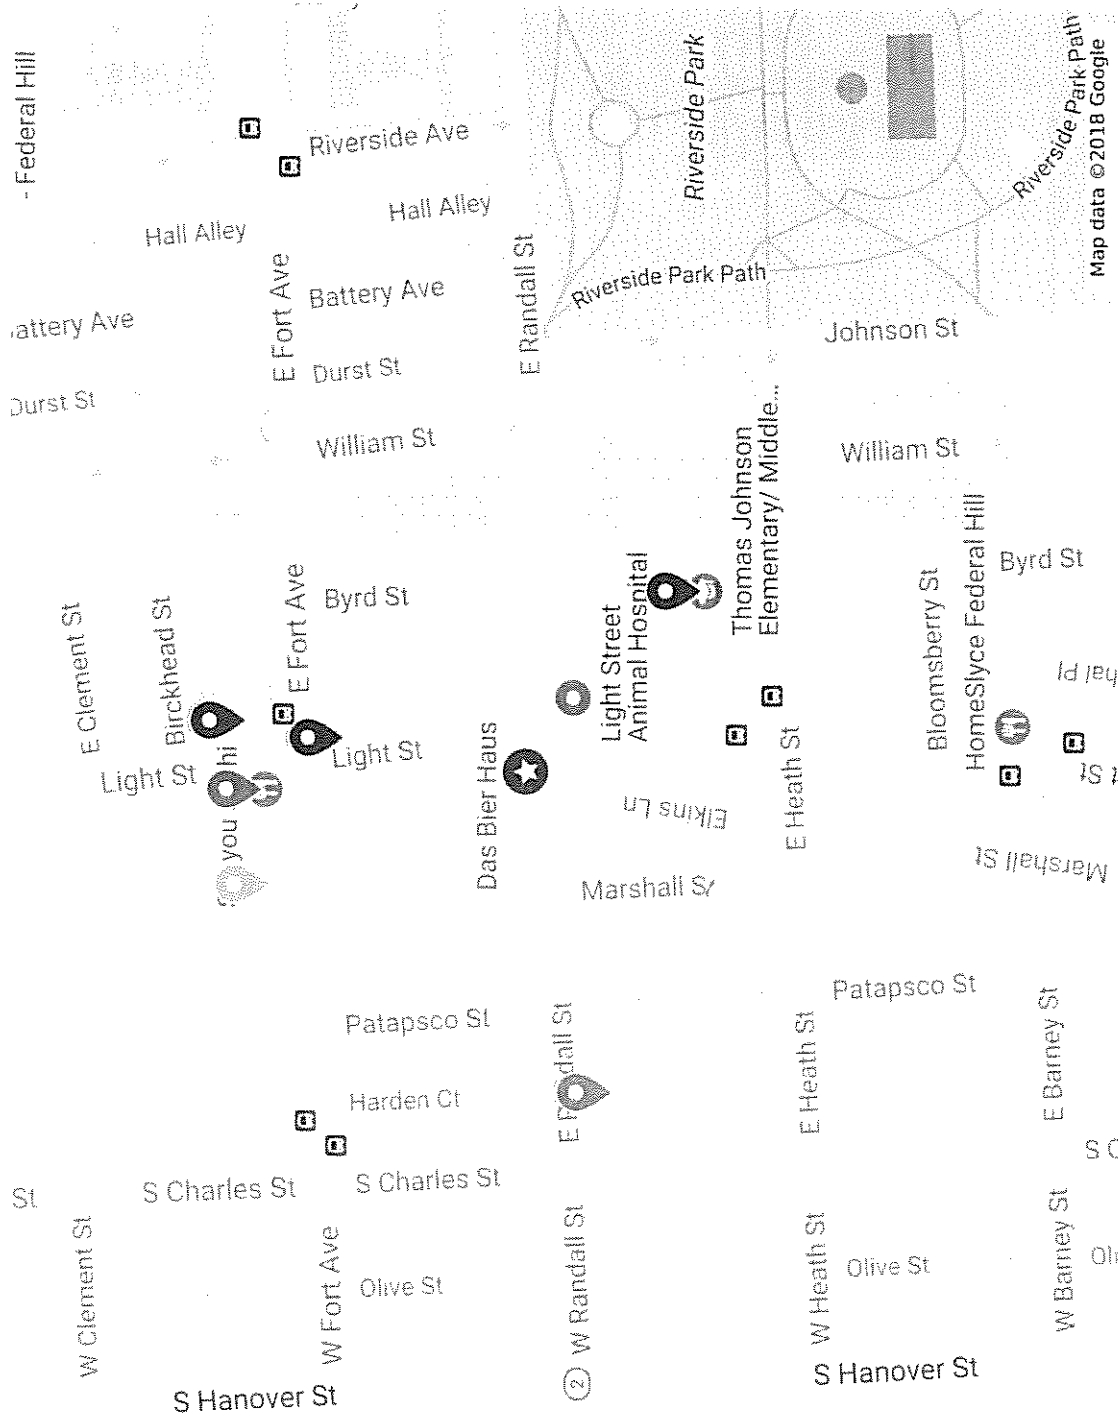 - Federal Hill
Riverside Ave
Hall Alley
Hall Alley
E Fort Ave
Battery Ave
Durst St
Durst St
William St
E Randall St
Riverside Park
Riverside Park Path
Riverside Park Path
Map data ©2018 Google
Johnson St
William St
Thomas Johnson
Elementary/ Middle...
E Clement St
Birckhead St
E Fort Ave
Byrd St
Light St
Light St
you
hi
Das Bier Haus
Light Street
Animal Hospital
Elkins Ln
Marshall St
E Heath St
Bloomsberry St
HomeSlyce Federal Hill
Byrd St
Marshall St
Patapsco St
Patapsco St
Harden Ct
E Heath St
E Barney St
St
S Charles St
S Charles St
W Clement St
W Fort Ave
Olive St
W Randall St
2
W Heath St
Olive St
W Barney St
S Hanover St
S Hanover St